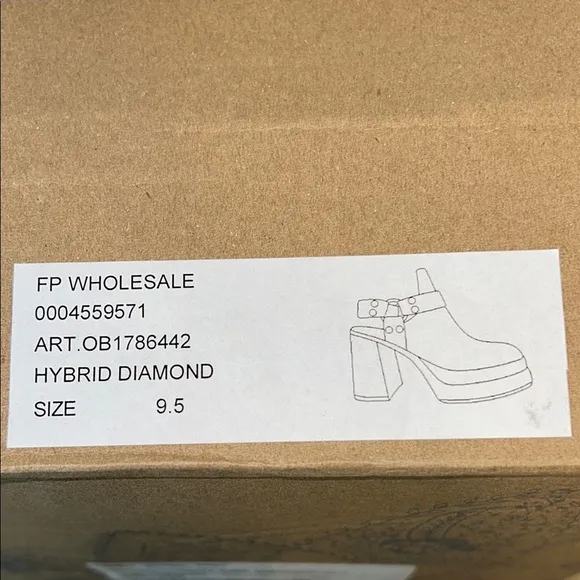 FP WHOLESALE
0004559571
ART.OB1786442
HYBRID DIAMOND
SIZE 9.5